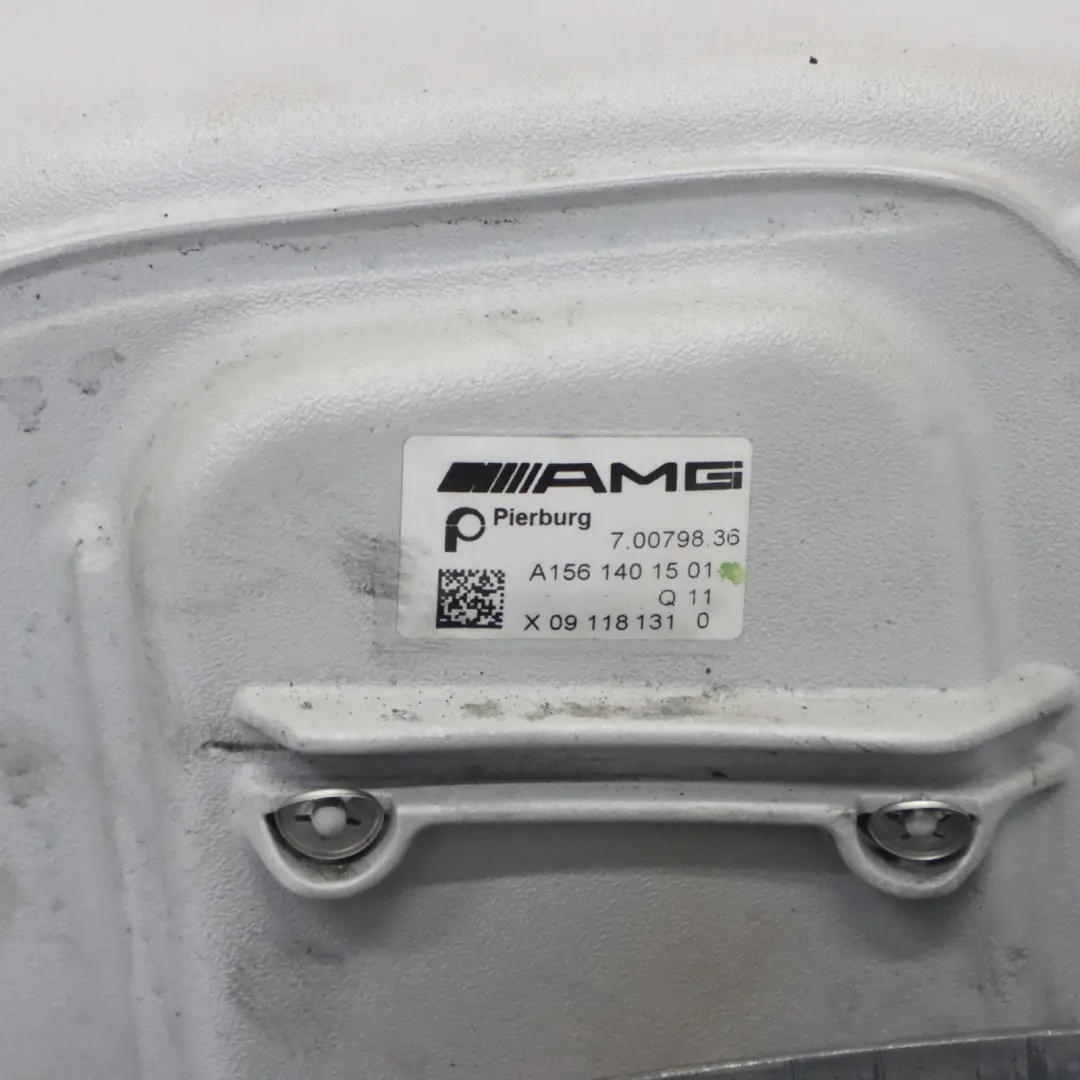 AMG
Pierburg
7.00798.36
A156 140 15 01
Q 11
X 09 118 131 0